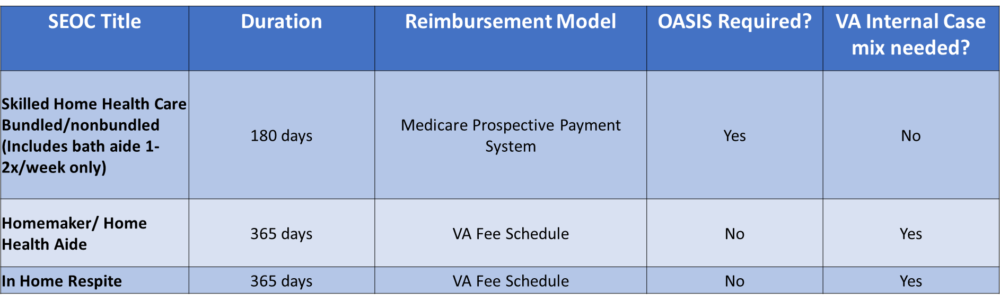 SEOC Title
Duration
Reimbursement Model
OASIS Required?
VA Internal Case
mix needed?
Skilled Home Health Care
Bundled/nonbundled
(Includes bath aide 1-
2x/week only)
180 days
Medicare Prospective Payment
System
Yes
No
Homemaker/ Home
Health Aide
365 days
VA Fee Schedule
No
Yes
In Home Respite
365 days
VA Fee Schedule
No
Yes